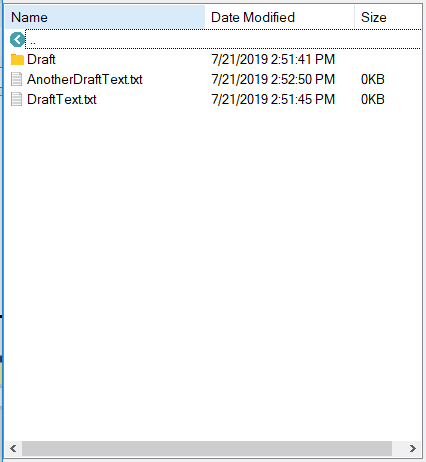 Name Date Modified Size
..
Draft 7/21/2019 2:51:41 PM
AnotherDraftText.txt 7/21/2019 2:52:50 PM 0KB
DraftText.txt 7/21/2019 2:51:45 PM 0KB